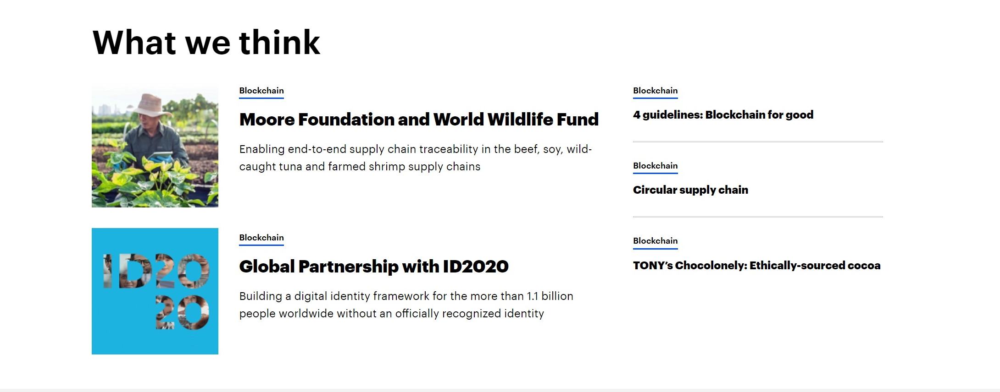 What we think
Blockchain
Moore Foundation and World Wildlife Fund
Enabling end-to-end supply chain traceability in the beef, soy, wild-
caught tuna and farmed shrimp supply chains
ID20
20
Blockchain
Global Partnership with ID2020
Building a digital identity framework for the more than 1.1 billion
people worldwide without an officially recognized identity
Blockchain
4 guidelines: Blockchain for good
Blockchain
Circular supply chain
Blockchain
TONY’s Chocolonely: Ethically-sourced cocoa